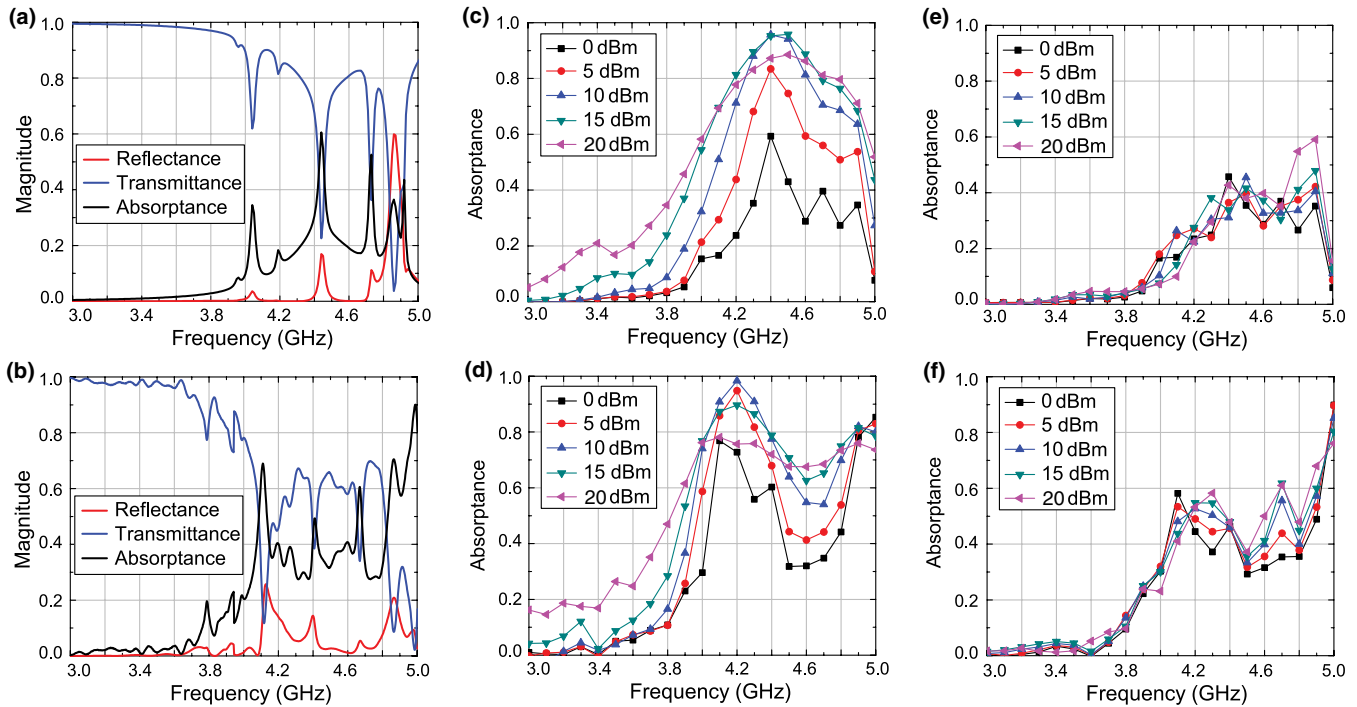 (a)
1.0
0.8
0.6
0.4
0.2
0.0
Magnitude
Reflectance
Transmittance
Absorptance
3.0 3.4 3.8 4.2 4.6 5.0
Frequency (GHz)
(c)
1.0
0.8
0.6
0.4
0.2
0.0
Absorptance
0 dBm
5 dBm
10 dBm
15 dBm
20 dBm
3.0 3.4 3.8 4.2 4.6 5.0
Frequency (GHz)
(e)
1.0
0.8
0.6
0.4
0.2
0.0
Absorptance
0 dBm
5 dBm
10 dBm
15 dBm
20 dBm
3.0 3.4 3.8 4.2 4.6 5.0
Frequency (GHz)
(b)
1.0
0.8
0.6
0.4
0.2
0.0
Magnitude
Reflectance
Transmittance
Absorptance
3.0 3.4 3.8 4.2 4.6 5.0
Frequency (GHz)
(d)
1.0
0.8
0.6
0.4
0.2
0.0
Absorptance
0 dBm
5 dBm
10 dBm
15 dBm
20 dBm
3.0 3.4 3.8 4.2 4.6 5.0
Frequency (GHz)
(f)
1.0
0.8
0.6
0.4
0.2
0.0
Absorptance
0 dBm
5 dBm
10 dBm
15 dBm
20 dBm
3.0 3.4 3.8 4.2 4.6 5.0
Frequency (GHz)